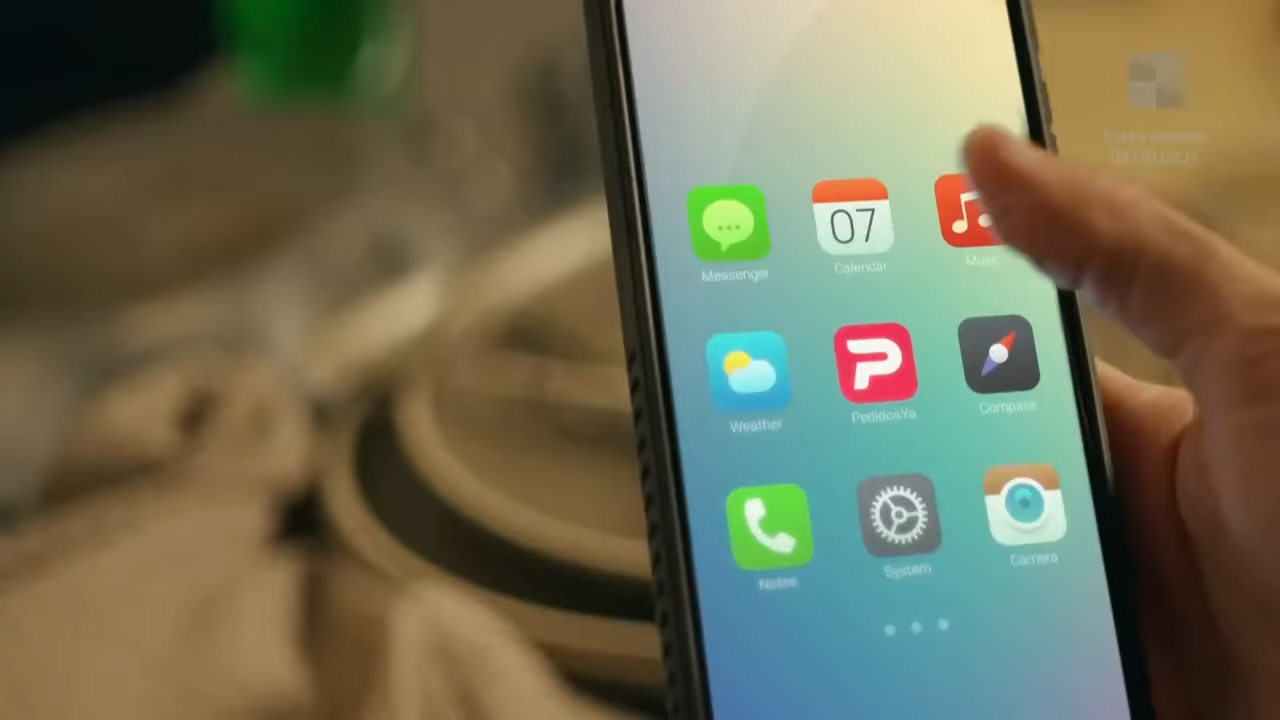 Messenger
07
Calendar
Music
Weather
P
PedidosYa
Compass
Notes
System
Camera